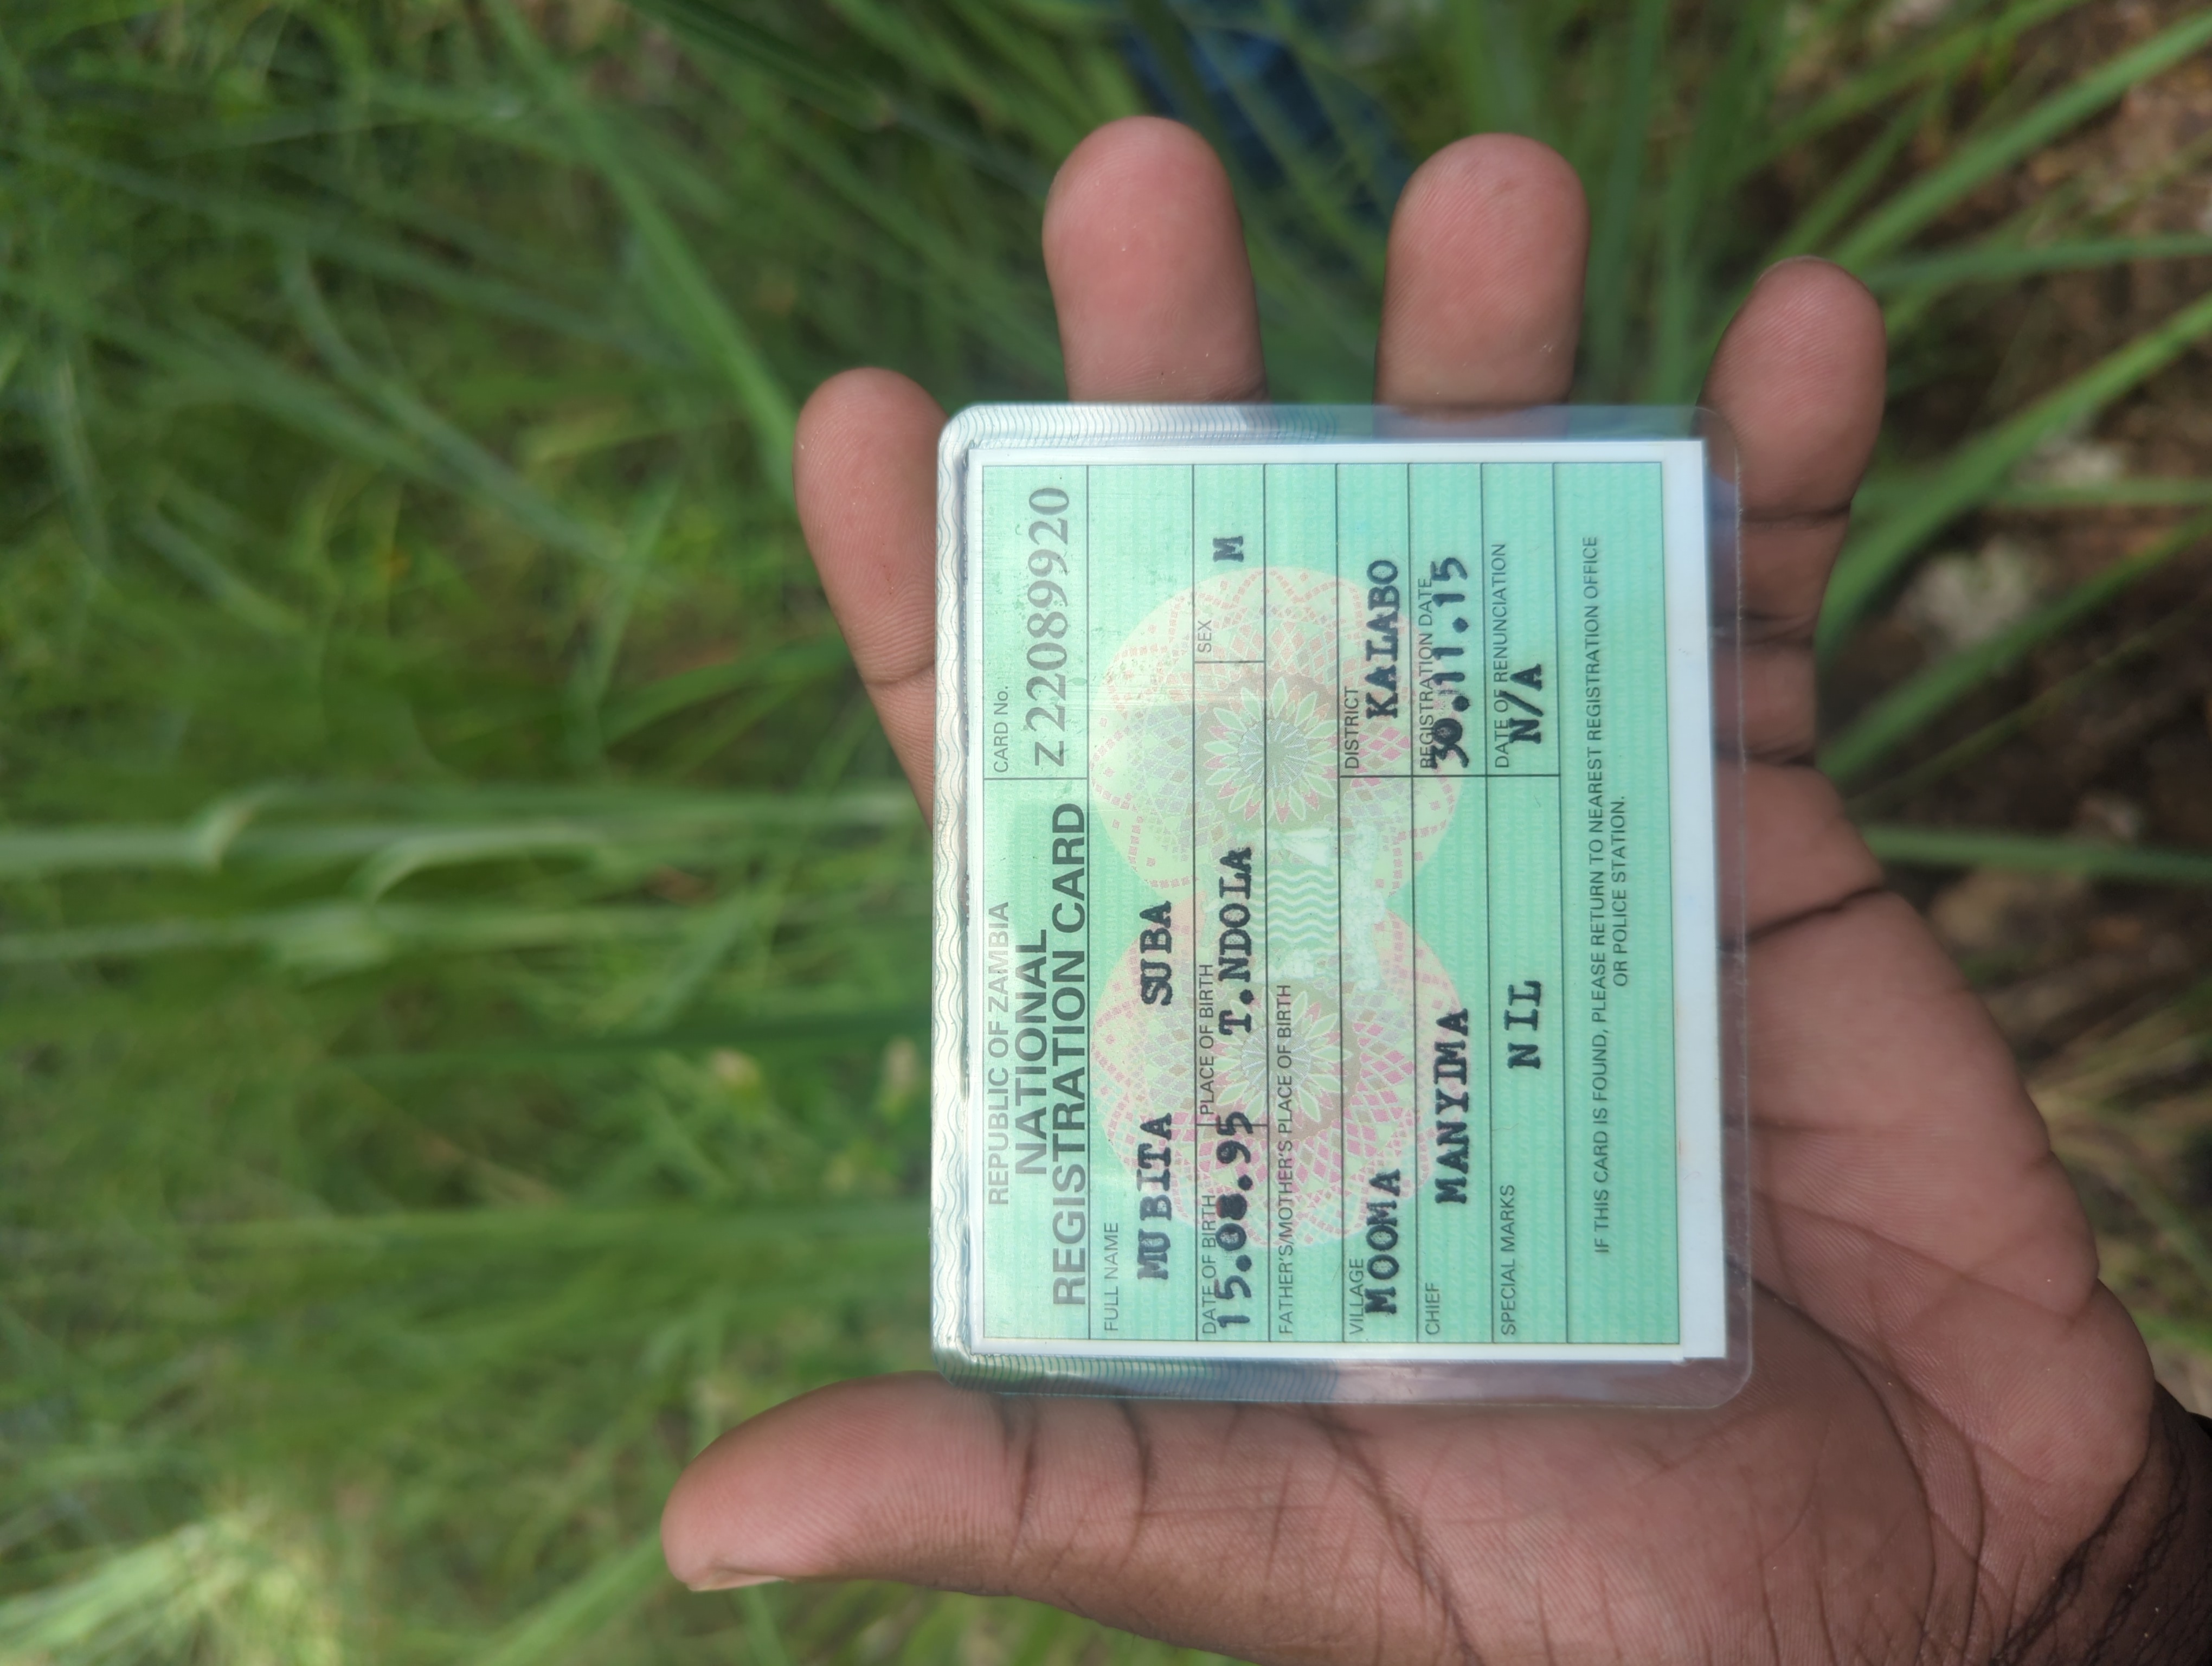 REPUBLIC OF ZAMBIA
NATIONAL
REGISTRATION CARD
CARD No.
Z 220899920
FULL NAME
MUBITA SUBA
DATE OF BIRTH PLACE OF BIRTH SEX
15.08.95 T.NDOLA M
FATHER'S/MOTHER'S PLACE OF BIRTH
VILLAGE DISTRICT
MOOMA KALABO
CHIEF REGISTRATION DATE
MANYIMA 30.11.15
SPECIAL MARKS DATE OF RENUNCIATION
NIL N/A
IF THIS CARD IS FOUND, PLEASE RETURN TO NEAREST REGISTRATION OFFICE
OR POLICE STATION.